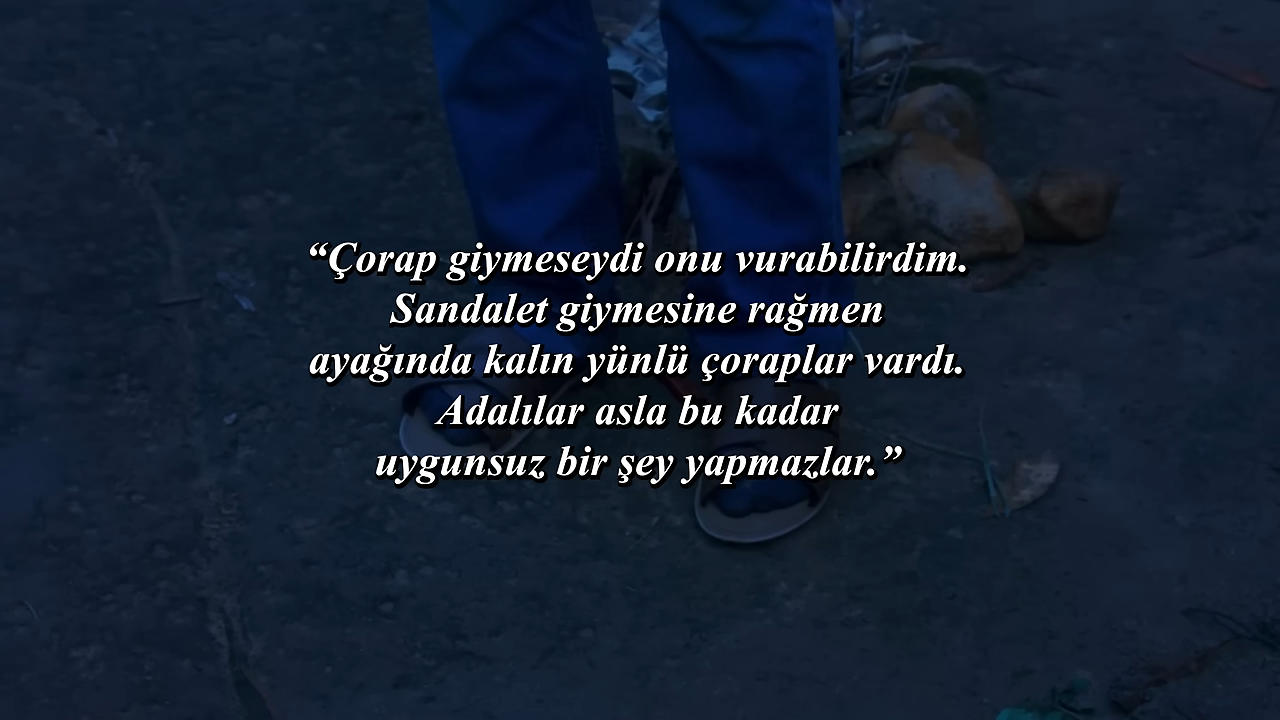 “Çorap giymeseydi onu vurabilirdim.
Sandalet giymesine rağmen
ayağında kalın yünlü çoraplar vardı.
Adalılar asla bu kadar
uygunsuz bir şey yapmazlar.”